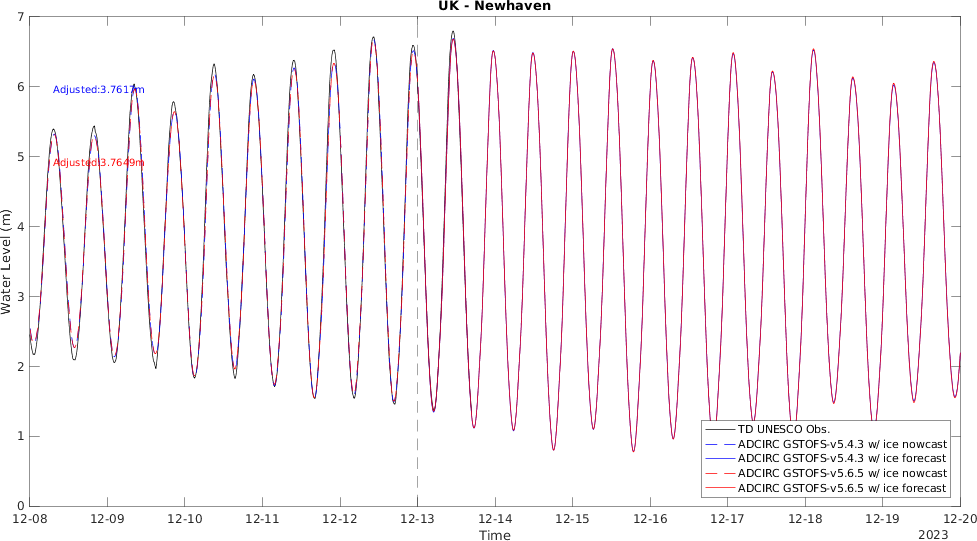 UK - Newhaven
7
6
5
4
3
2
1
0
Water Level (m)
Adjusted:3.7617m
Adjusted:3.7649m
TD UNESCO Obs.
ADCIRC GSTOFS-v5.4.3 w/ ice nowcast
ADCIRC GSTOFS-v5.4.3 w/ ice forecast
ADCIRC GSTOFS-v5.6.5 w/ ice nowcast
ADCIRC GSTOFS-v5.6.5 w/ ice forecast
12-08 12-09 12-10 12-11 12-12 12-13 12-14 12-15 12-16 12-17 12-18 12-19 12-20
Time
2023